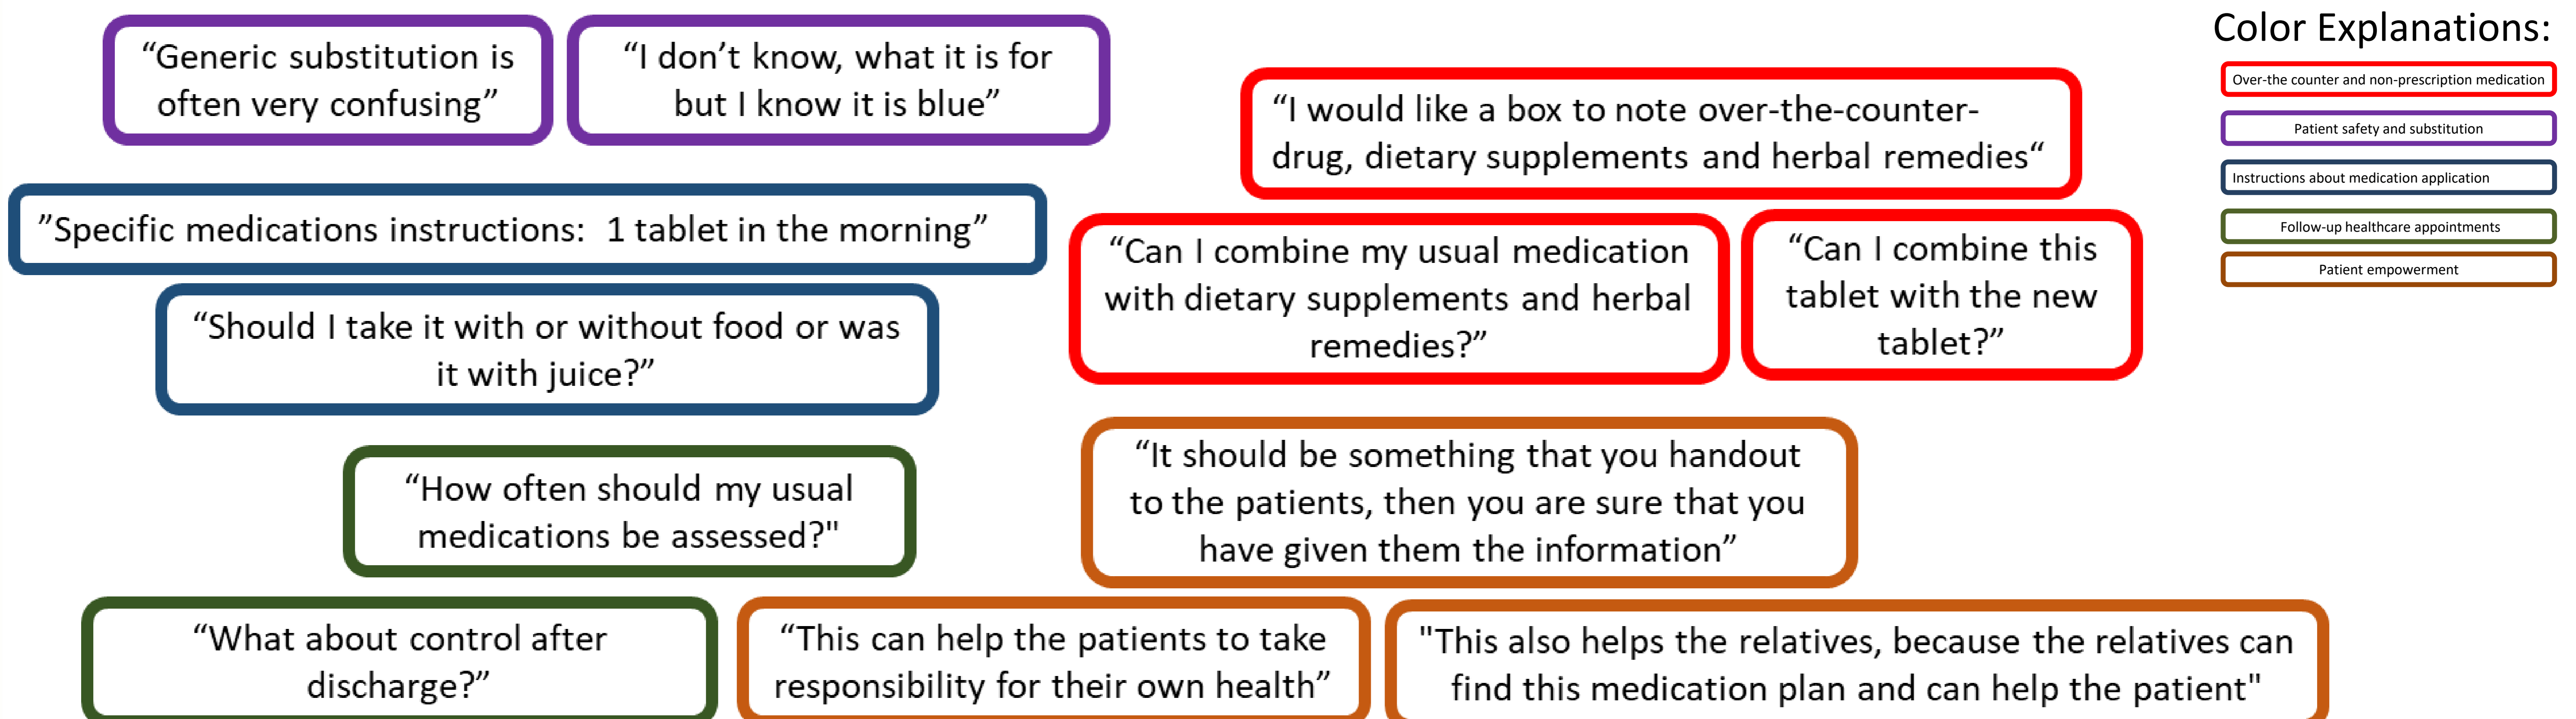 “Generic substitution is
often very confusing”
“I don’t know, what it is for
but I know it is blue”
“I would like a box to note over-the-counter-
drug, dietary supplements and herbal remedies“
”Specific medications instructions:  1 tablet in the morning”
“Can I combine my usual medication
with dietary supplements and herbal
remedies?”
“Can I combine this
tablet with the new
tablet?”
“Should I take it with or without food or was
it with juice?”
“How often should my usual
medications be assessed?"
“It should be something that you handout
to the patients, then you are sure that you
have given them the information”
“What about control after
discharge?”
“This can help the patients to take
responsibility for their own health”
"This also helps the relatives, because the relatives can
find this medication plan and can help the patient"
Color Explanations:
Over-the counter and non-prescription medication
Patient safety and substitution
Instructions about medication application
Follow-up healthcare appointments
Patient empowerment